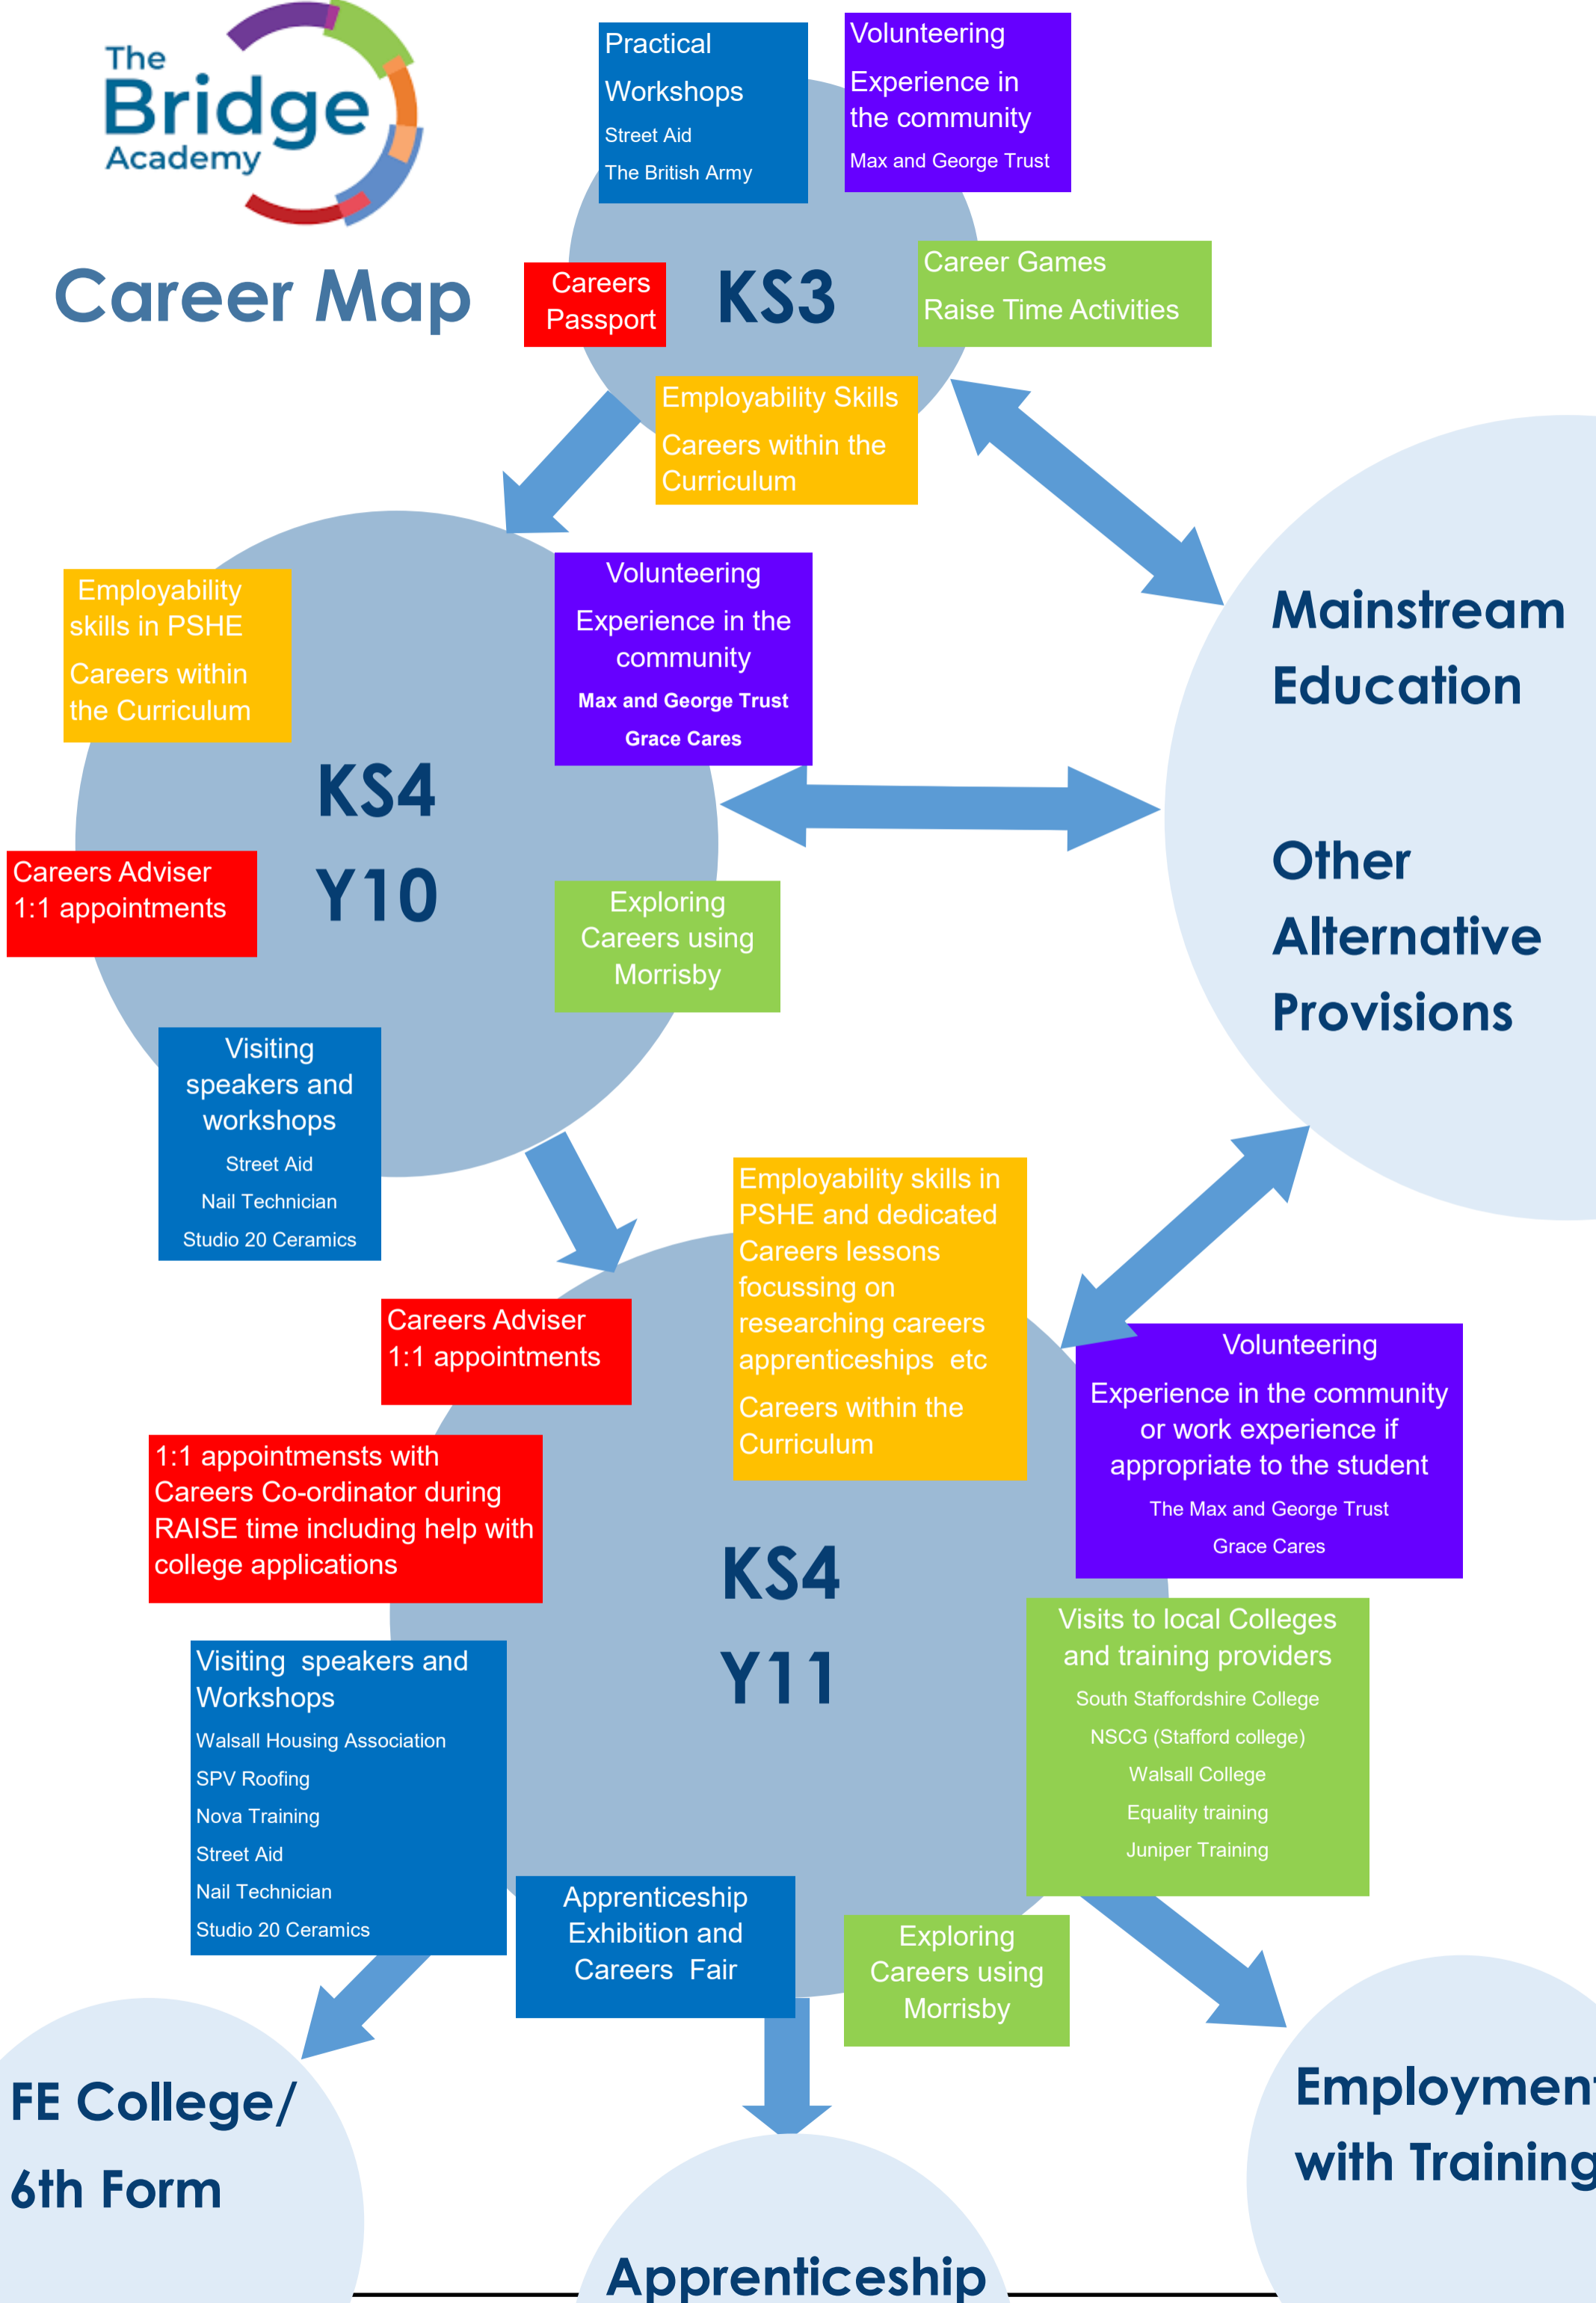 The
Bridge
Academy
Career Map
Practical
Workshops
Street Aid
The British Army
Volunteering
Experience in
the community
Max and George Trust
Careers
Passport
KS3
Career Games
Raise Time Activities
Employability Skills
Careers within the
Curriculum
Employability
skills in PSHE
Careers within
the Curriculum
Volunteering
Experience in the
community
Max and George Trust
Grace Cares
KS4
Y10
Careers Adviser
1:1 appointments
Exploring
Careers using
Morrisby
Visiting
speakers and
workshops
Street Aid
Nail Technician
Studio 20 Ceramics
Mainstream
Education
Other
Alternative
Provisions
Careers Adviser
1:1 appointments
Employability skills in
PSHE and dedicated
Careers lessons
focussing on
researching careers
apprenticeships  etc
Careers within the
Curriculum
Volunteering
Experience in the community
or work experience if
appropriate to the student
The Max and George Trust
Grace Cares
1:1 appointmensts with
Careers Co-ordinator during
RAISE time including help with
college applications
KS4
Y11
Visiting  speakers and
Workshops
Walsall Housing Association
SPV Roofing
Nova Training
Street Aid
Nail Technician
Studio 20 Ceramics
Visits to local Colleges
and training providers
South Staffordshire College
NSCG (Stafford college)
Walsall College
Equality training
Juniper Training
Apprenticeship
Exhibition and
Careers  Fair
Exploring
Careers using
Morrisby
FE College/
6th Form
Apprenticeship
Employment
with Training